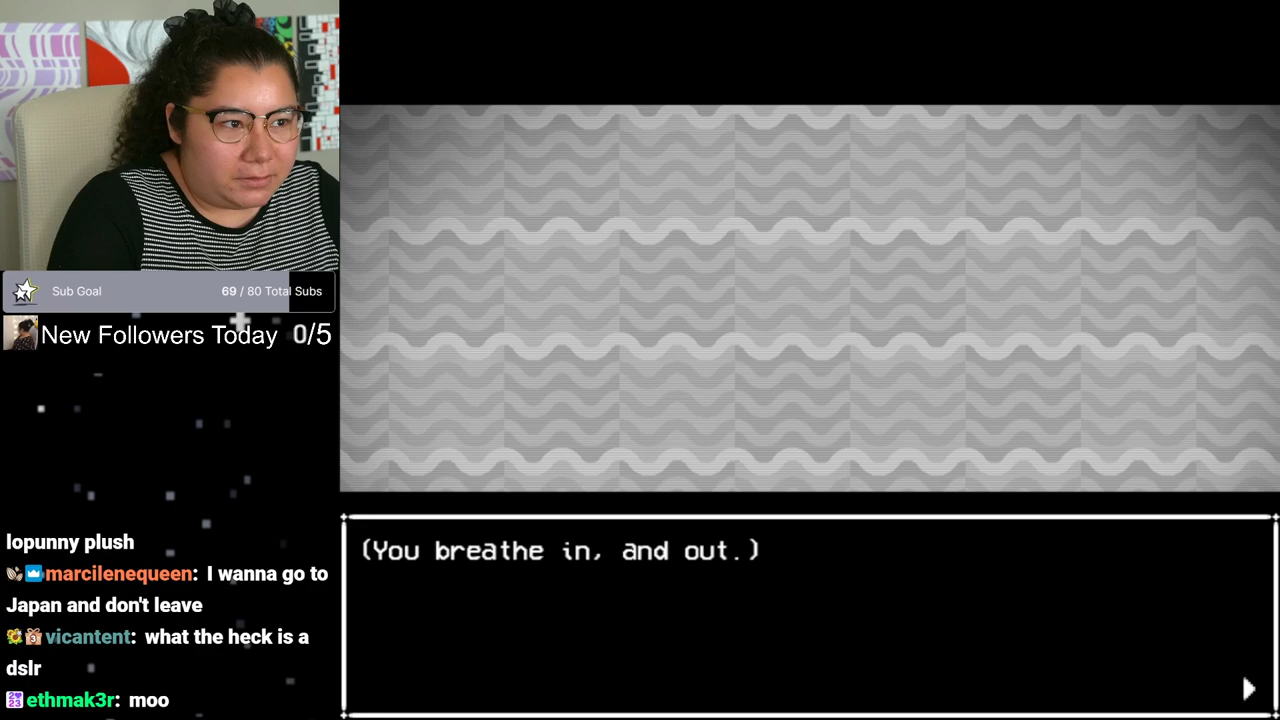 Sub Goal 69 / 80 Total Subs
New Followers Today 0/5
lopunny plush
marcilenequeen: I wanna go to
Japan and don't leave
vicantent: what the heck is a
dslr
ethmak3r: moo
(You breathe in, and out.)